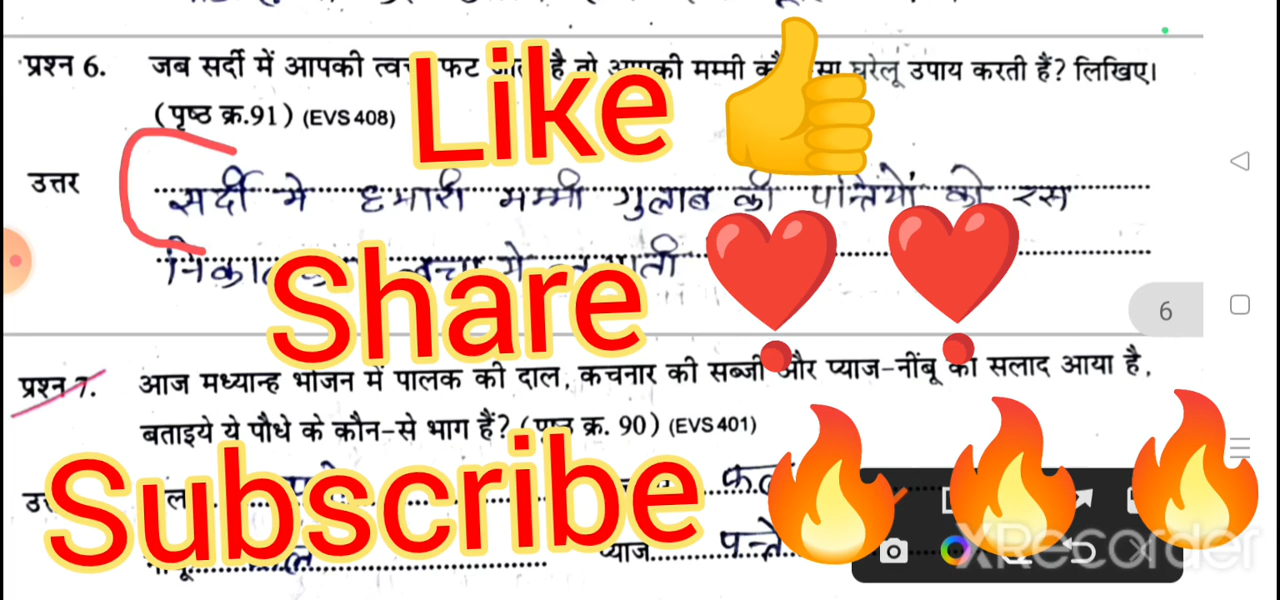 प्रश्न 6. जब सर्दी में आपकी फट है तो आपकी मम्मी घरेलू उपाय करती हैं? लिखिए।
(पृष्ठ क्र.91) (EVS 408)
Like
उत्तर
सर्दी मे हमारी मम्मी गुलाब की पत्तियों को रस
Share
6
प्रश्न 7. आज मध्यान्ह भोजन में पालक की दाल, कचनार की सब्जी और प्याज-नींबू का सलाद आया है,
बताइये ये पौधे के कौन-से भाग हैं? (पृष्ठ क्र. 90) (EVS 401)
Subscribe
प्याज
XRecorder